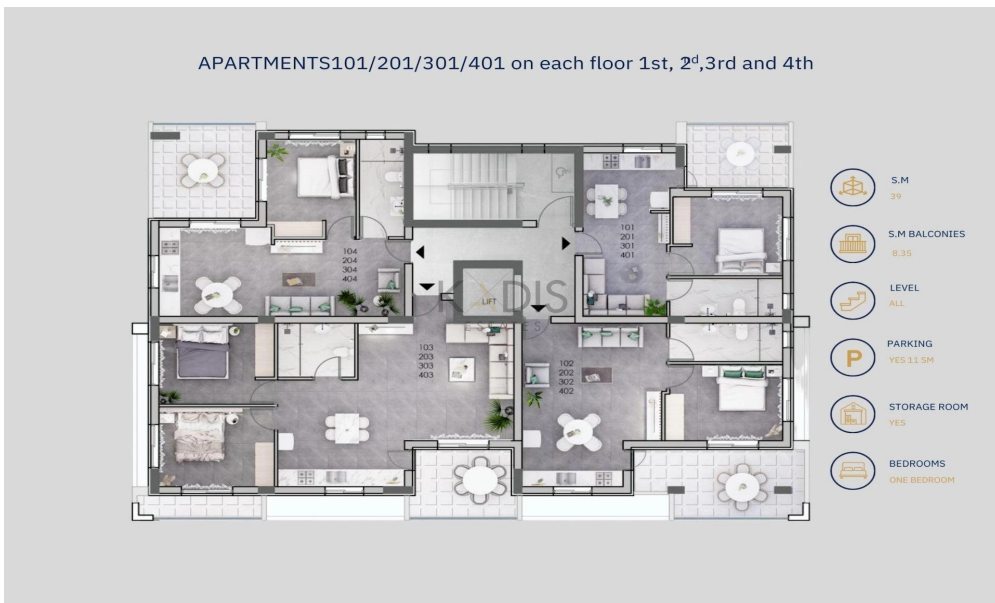 APARTMENTS101/201/301/401 on each floor 1st, 2d,3rd and 4th
S.M
39
S.M BALCONIES
8.35
LEVEL
ALL
P
PARKING
YES 11.5M
STORAGE ROOM
YES
BEDROOMS
ONE BEDROOM
104
204
304
404
101
201
301
401
LIFT
103
203
303
403
102
202
302
402